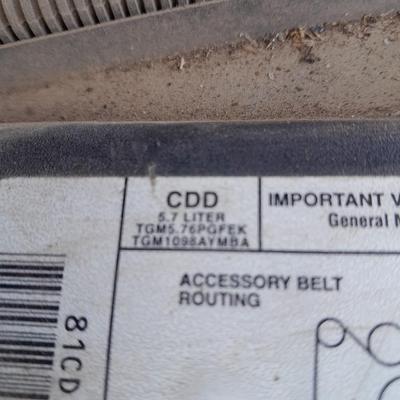 CDD
5.7 LITER
TGM5.76PGFEK
TGM1098AYMBA
IMPORTANT V
General M
ACCESSORY BELT
ROUTING
81CD